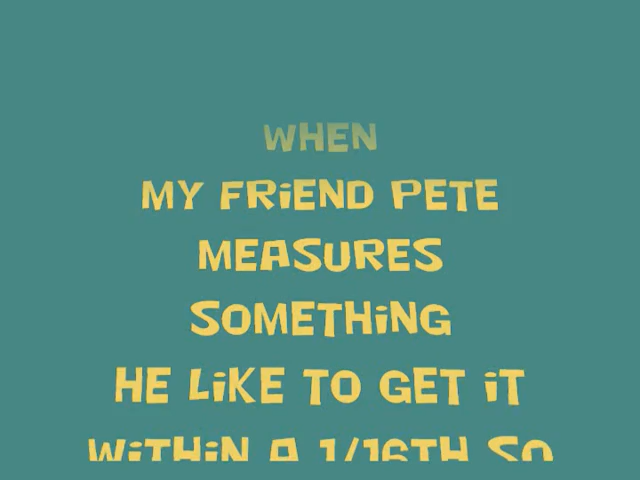 WHEN
MY FRiEND PETE
MEASURES
SOMETHiNG
HE LiKE TO GET iT
WiTHiN A 1/16TH SO